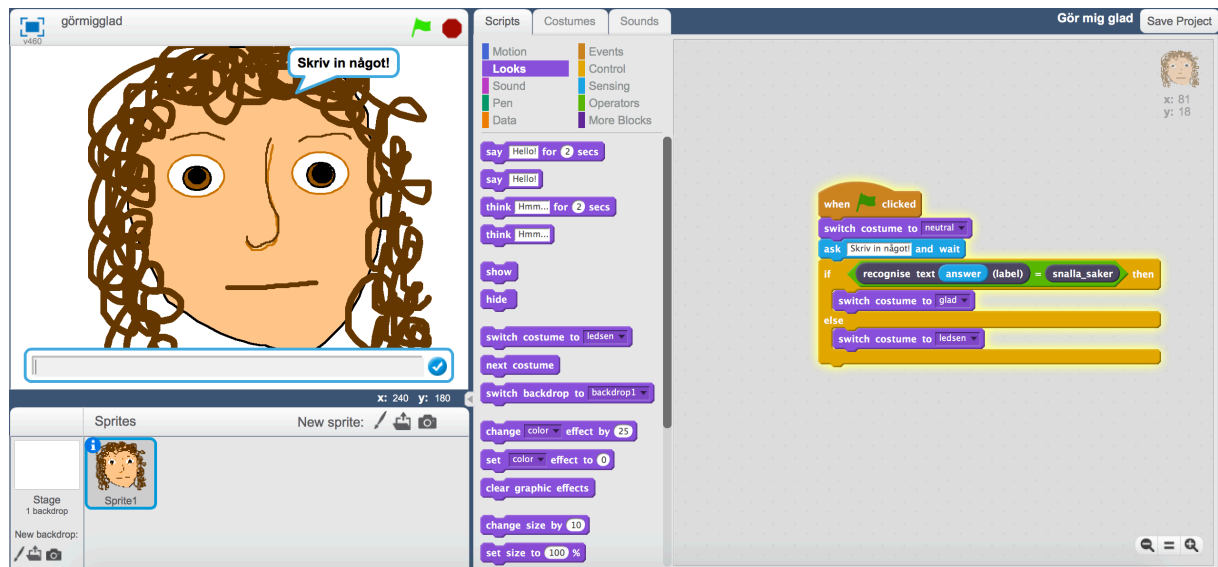 görmigglad
v460
Skriv in något!
x: 240 y: 180
Sprites
New sprite:
Stage
1 backdrop
New backdrop:
Sprite1
Scripts
Costumes
Sounds
Motion
Looks
Sound
Pen
Data
Events
Control
Sensing
Operators
More Blocks
say Hello! for 2 secs
say Hello!
think Hmm... for 2 secs
think Hmm...
show
hide
switch costume to ledsen
next costume
switch backdrop to backdrop1
change color effect by 25
set color effect to 0
clear graphic effects
change size by 10
set size to 100 %
Gör mig glad
Save Project
x: 81
y: 18
when clicked
switch costume to neutral
ask Skriv in något! and wait
if recognise text answer (label) = snalla_saker then
switch costume to glad
else
switch costume to ledsen